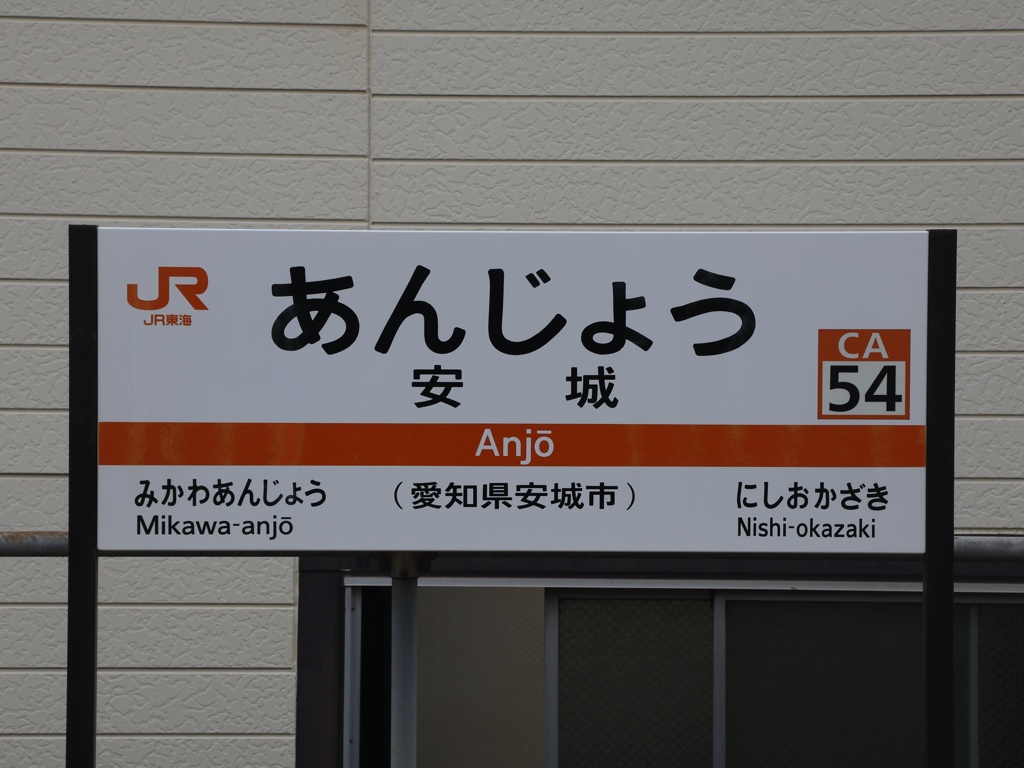 JR
JR東海
あんじょう
安城
CA
54
Anjō
みかわあんじょう
Mikawa-anjō
(愛知県安城市)
にしおかざき
Nishi-okazaki